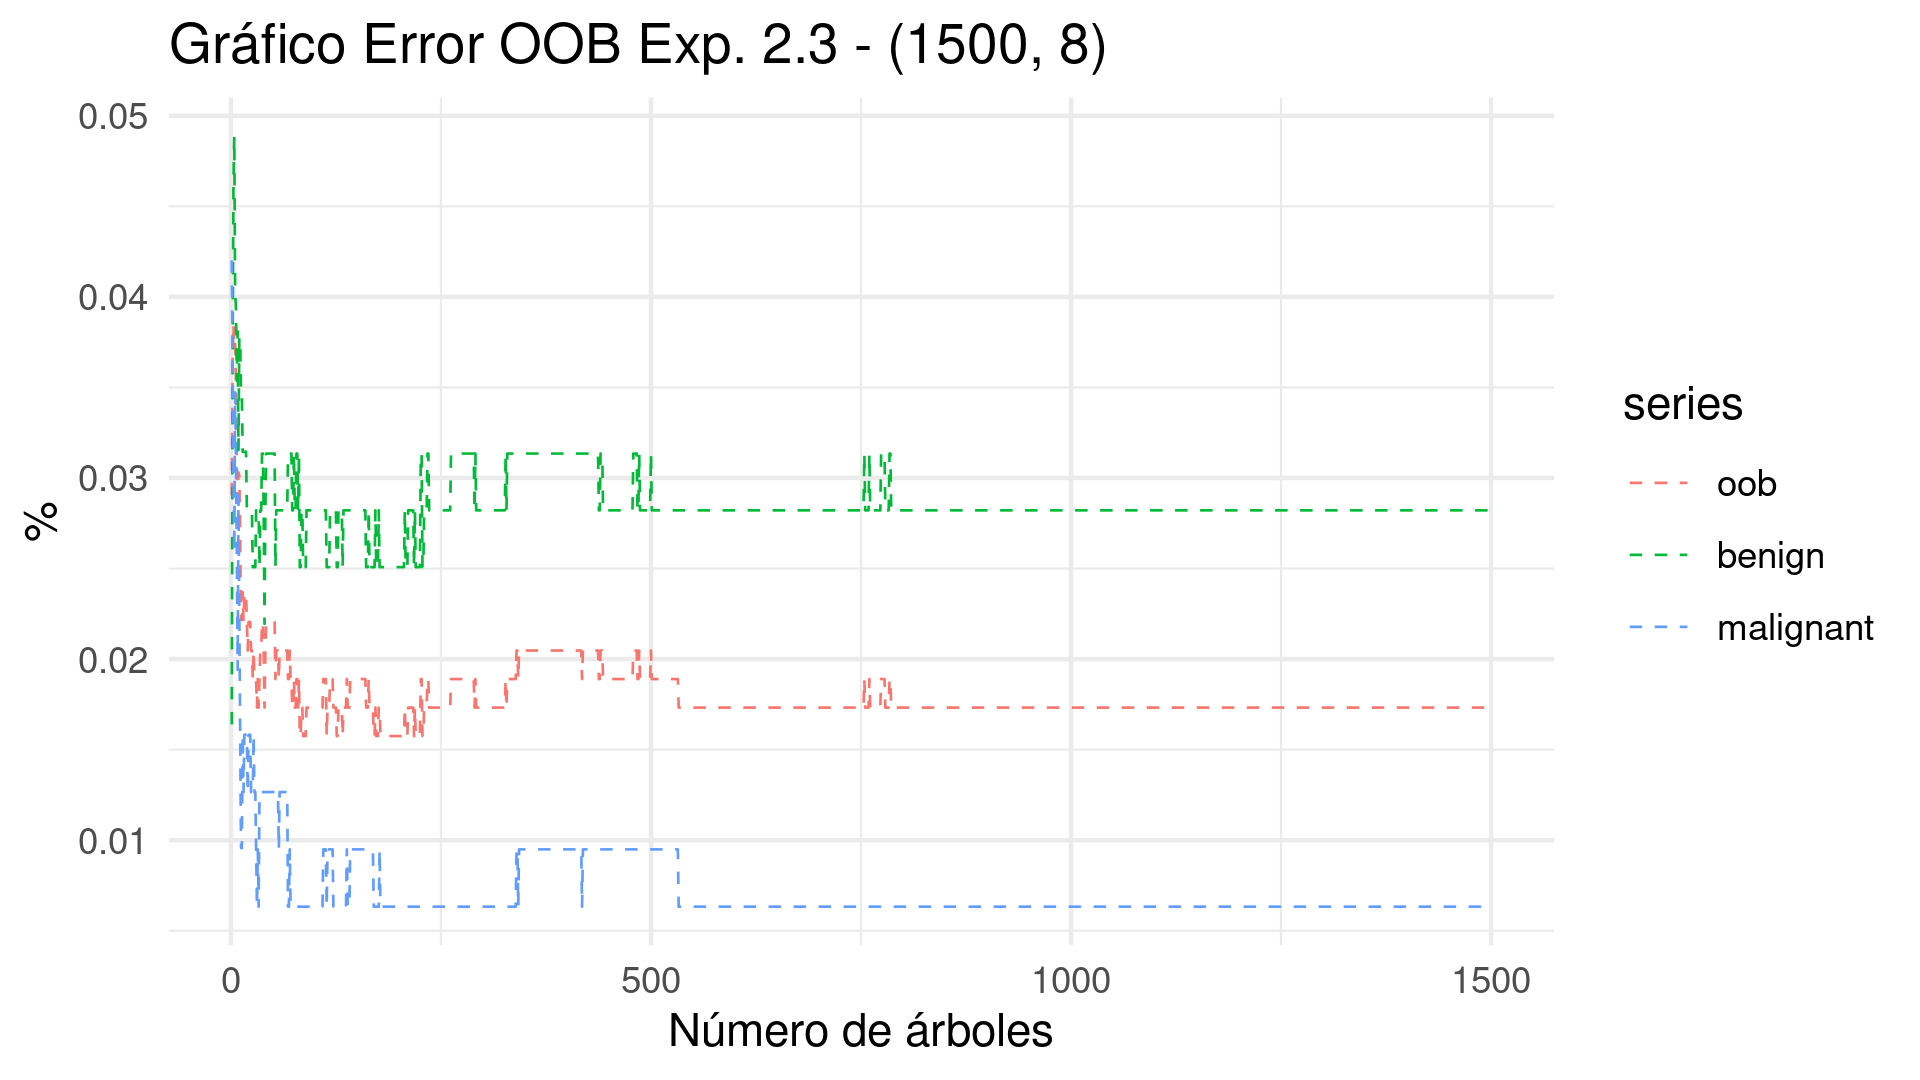 Gráfico Error OOB Exp. 2.3 - (1500, 8)
0.05
0.04
0.03
0.02
0.01
%
0 500 1000 1500
Número de árboles
series
oob
benign
malignant